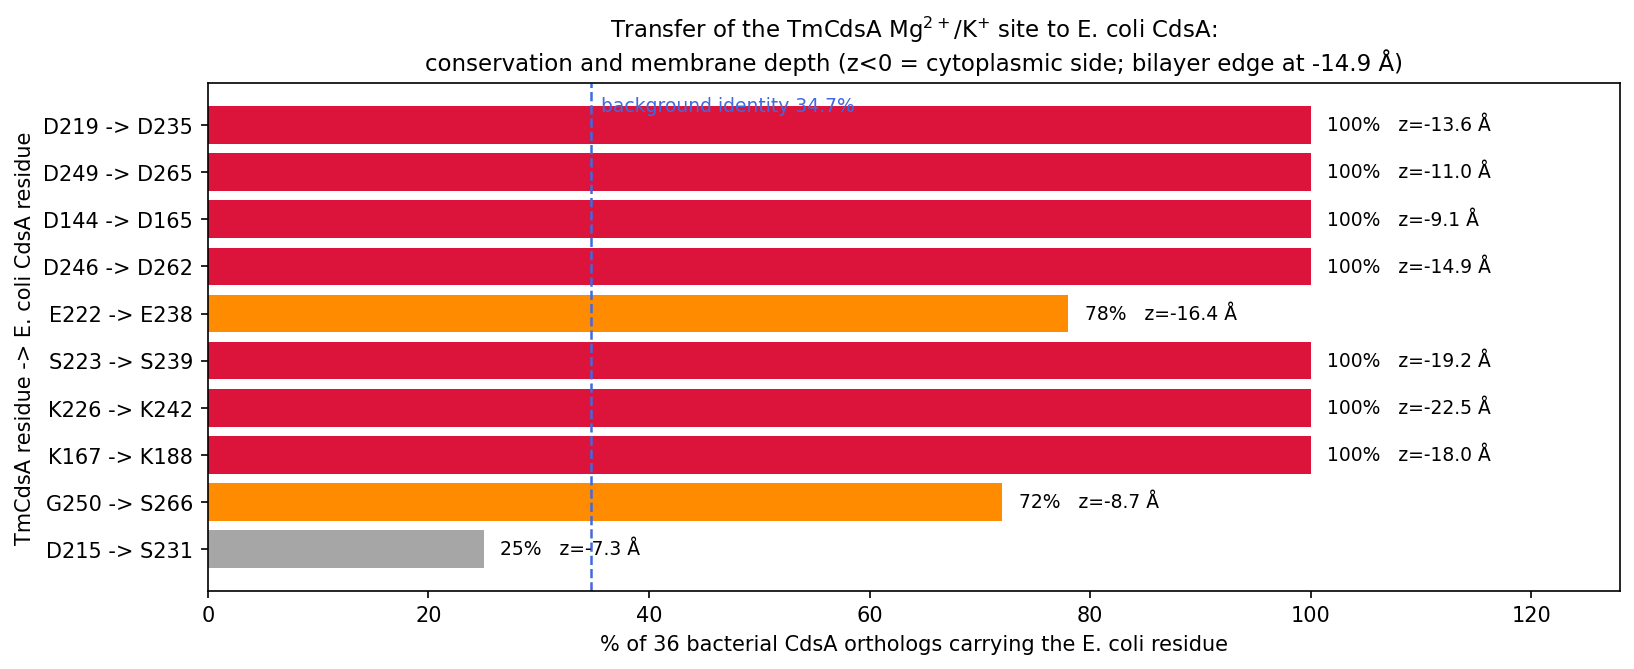 Transfer of the TmCdsA Mg²⁺/K⁺ site to E. coli CdsA:
conservation and membrane depth (z<0 = cytoplasmic side; bilayer edge at -14.9 Å)
background identity 34.7%
TmCdsA residue -> E. coli CdsA residue
D219 -> D235 100% z=-13.6 Å
D249 -> D265 100% z=-11.0 Å
D144 -> D165 100% z=-9.1 Å
D246 -> D262 100% z=-14.9 Å
E222 -> E238 78% z=-16.4 Å
S223 -> S239 100% z=-19.2 Å
K226 -> K242 100% z=-22.5 Å
K167 -> K188 100% z=-18.0 Å
G250 -> S266 72% z=-8.7 Å
D215 -> S231 25% z=-7.3 Å
0 20 40 60 80 100 120
% of 36 bacterial CdsA orthologs carrying the E. coli residue